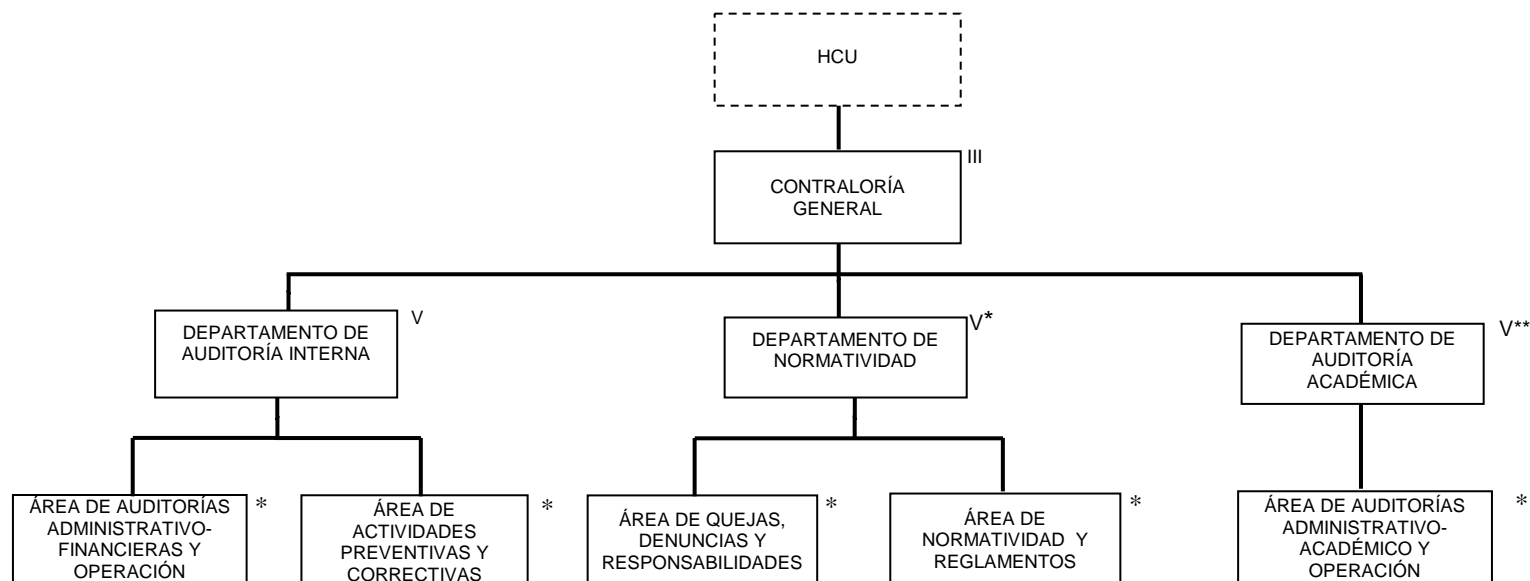 HCU
III
CONTRALORÍA
GENERAL
DEPARTAMENTO DE
AUDITORÍA INTERNA
V
DEPARTAMENTO DE
NORMATIVIDAD
V*
DEPARTAMENTO DE
AUDITORÍA
ACADÉMICA
V**
ÁREA DE AUDITORÍAS
ADMINISTRATIVO-
FINANCIERAS Y
OPERACIÓN
*
ÁREA DE
ACTIVIDADES
PREVENTIVAS Y
CORRECTIVAS
*
ÁREA DE QUEJAS,
DENUNCIAS Y
RESPONSABILIDADES
*
ÁREA DE
NORMATIVIDAD Y
REGLAMENTOS
*
ÁREA DE AUDITORÍAS
ADMINISTRATIVO-
ACADÉMICO Y
OPERACIÓN
*